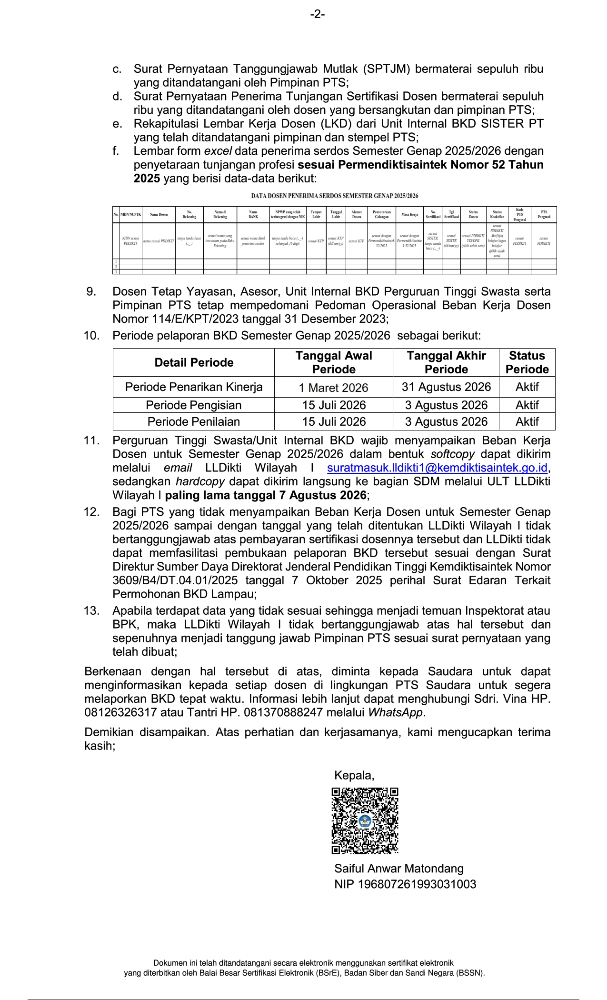 -2-
c. Surat Pernyataan Tanggungjawab Mutlak (SPTJM) bermaterai sepuluh ribu
yang ditandatangani oleh Pimpinan PTS;
d. Surat Pernyataan Penerima Tunjangan Sertifikasi Dosen bermaterai sepuluh
ribu yang ditandatangani oleh dosen yang bersangkutan dan pimpinan PTS;
e. Rekapitulasi Lembar Kerja Dosen (LKD) dari Unit Internal BKD SISTER PT
yang telah ditandatangani pimpinan dan stempel PTS;
f. Lembar form excel data penerima serdos Semester Genap 2025/2026 dengan
penyetaraan tunjangan profesi sesuai Permendiktisaintek Nomor 52 Tahun
2025 yang berisi data-data berikut:
DATA DOSEN PENERIMA SERDOS SEMESTER GENAP 2025/2026
No. NIDN/NUPTK Nama Dosen No. Rekening Nama di Rekening Nama BANK NPWP yang telah terintegrasi dengan NIK Tempat Lahir Tanggal Lahir Alamat Dosen Penyetaraan Golongan Masa Kerja No. Sertifikasi Tgl. Sertifikasi Status Dosen Status Keaktifan Kode PTS Pengusul PTS Pengusul
NIDN sesuai PDDIKTI nama sesuai PDDIKTI tanpa tanda baca (.,_-) sesuai nama yang tercantum pada Buku Rekening sesuai nama Bank penerima serdos tanpa tanda baca (.,_-) sebanyak 16 digit sesuai KTP sesuai KTP (dd/mm/yy) sesuai KTP sesuai dengan Permendiktisaintek 52/2025 sesuai dengan Permendiktisainte k 52/2025 sesuai SISTER, tanpa tanda baca (.,_-) sesuai SISTER (dd/mm/yy) sesuai PDDIKTI YYS/DPK (pilih salah satu) sesuai PDDIKTI Aktif/ijin belajar/tugas belajar (pilih salah satu) sesuai PDDIKTI sesuai PDDIKTI
1
2
3
9. Dosen Tetap Yayasan, Asesor, Unit Internal BKD Perguruan Tinggi Swasta serta
Pimpinan PTS tetap mempedomani Pedoman Operasional Beban Kerja Dosen
Nomor 114/E/KPT/2023 tanggal 31 Desember 2023;
10. Periode pelaporan BKD Semester Genap 2025/2026 sebagai berikut:
Detail Periode Tanggal Awal Periode Tanggal Akhir Periode Status Periode
Periode Penarikan Kinerja 1 Maret 2026 31 Agustus 2026 Aktif
Periode Pengisian 15 Juli 2026 3 Agustus 2026 Aktif
Periode Penilaian 15 Juli 2026 3 Agustus 2026 Aktif
11. Perguruan Tinggi Swasta/Unit Internal BKD wajib menyampaikan Beban Kerja
Dosen untuk Semester Genap 2025/2026 dalam bentuk softcopy dapat dikirim
melalui email LLDikti Wilayah I suratmasuk.lldikti1@kemdiktisaintek.go.id,
sedangkan hardcopy dapat dikirim langsung ke bagian SDM melalui ULT LLDikti
Wilayah I paling lama tanggal 7 Agustus 2026;
12. Bagi PTS yang tidak menyampaikan Beban Kerja Dosen untuk Semester Genap
2025/2026 sampai dengan tanggal yang telah ditentukan LLDikti Wilayah I tidak
bertanggungjawab atas pembayaran sertifikasi dosennya tersebut dan LLDikti tidak
dapat memfasilitasi pembukaan pelaporan BKD tersebut sesuai dengan Surat
Direktur Sumber Daya Direktorat Jenderal Pendidikan Tinggi Kemdiktisaintek Nomor
3609/B4/DT.04.01/2025 tanggal 7 Oktober 2025 perihal Surat Edaran Terkait
Permohonan BKD Lampau;
13. Apabila terdapat data yang tidak sesuai sehingga menjadi temuan Inspektorat atau
BPK, maka LLDikti Wilayah I tidak bertanggungjawab atas hal tersebut dan
sepenuhnya menjadi tanggung jawab Pimpinan PTS sesuai surat pernyataan yang
telah dibuat;
Berkenaan dengan hal tersebut di atas, diminta kepada Saudara untuk dapat
menginformasikan kepada setiap dosen di lingkungan PTS Saudara untuk segera
melaporkan BKD tepat waktu. Informasi lebih lanjut dapat menghubungi Sdri. Vina HP.
08126326317 atau Tantri HP. 081370888247 melalui WhatsApp.
Demikian disampaikan. Atas perhatian dan kerjasamanya, kami mengucapkan terima
kasih;
Kepala,
Saiful Anwar Matondang
NIP 196807261993031003
Dokumen ini telah ditandatangani secara elektronik menggunakan sertifikat elektronik
yang diterbitkan oleh Balai Besar Sertifikasi Elektronik (BSrE), Badan Siber dan Sandi Negara (BSSN).